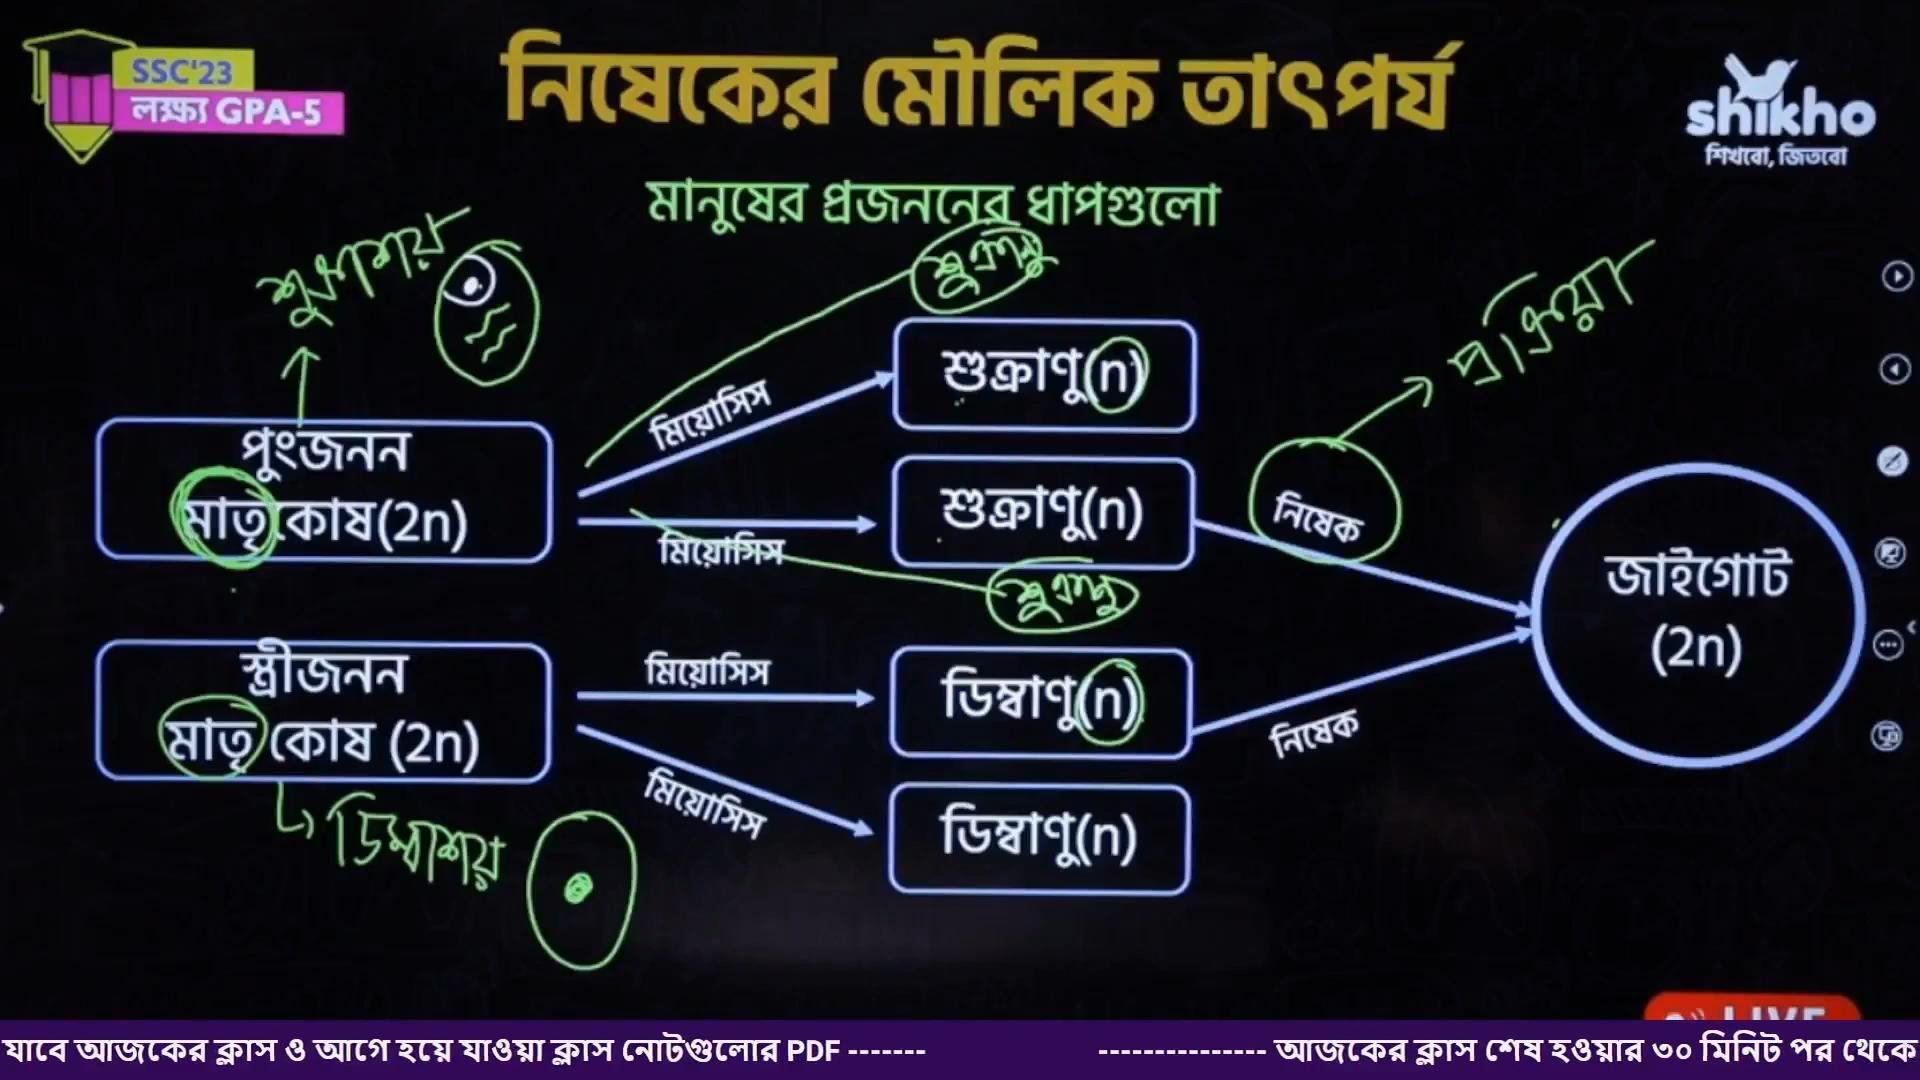 SSC'23
লক্ষ্য GPA-5
নিষেকের মৌলিক তাৎপর্য
shikho
শিখবো, জিতবো
মানুষের প্রজননের ধাপগুলো
শুক্রাশয়
শুক্রাণু
প্রক্রিয়া
পুংজনন
মাতৃকোষ(2n)
মিয়োসিস
শুক্রাণু(n)
মিয়োসিস
শুক্রাণু(n)
শুক্রাণু
নিষেক
জাইগোট
(2n)
স্ত্রীজনন
মাতৃ কোষ (2n)
মিয়োসিস
ডিম্বাণু(n)
নিষেক
মিয়োসিস
ডিম্বাণু(n)
ডিম্বাশয়
LIVE
যাবে আজকের ক্লাস ও আগে হয়ে যাওয়া ক্লাস নোটগুলোর PDF ------- --------------- আজকের ক্লাস শেষ হওয়ার ৩০ মিনিট পর থেকে